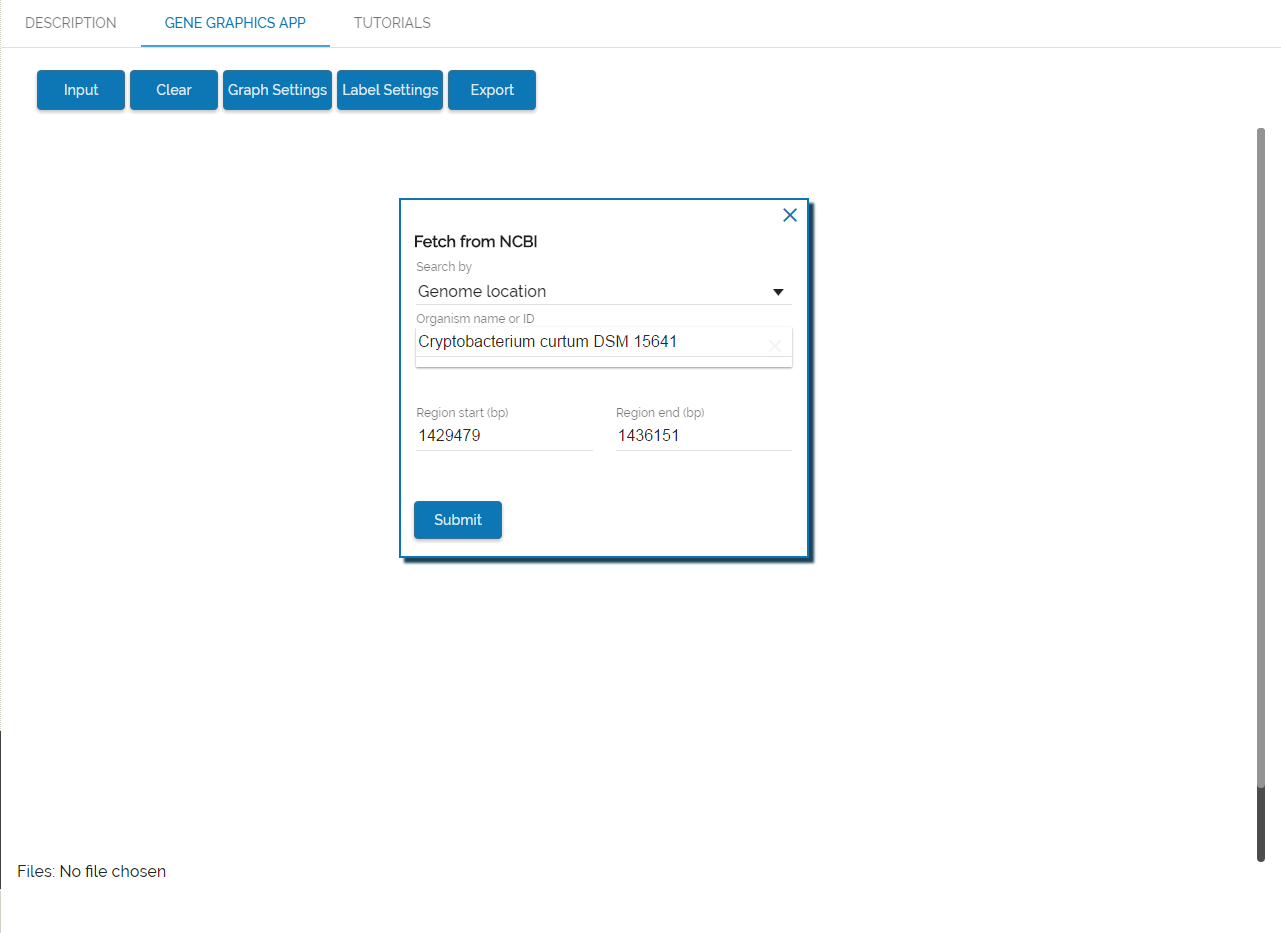 DESCRIPTION GENE GRAPHICS APP TUTORIALS
Input Clear Graph Settings Label Settings Export
Fetch from NCBI
Search by
Genome location
Organism name or ID
Cryptobacterium curtum DSM 15641
Region start (bp) Region end (bp)
1429479 1436151
Submit
Files: No file chosen